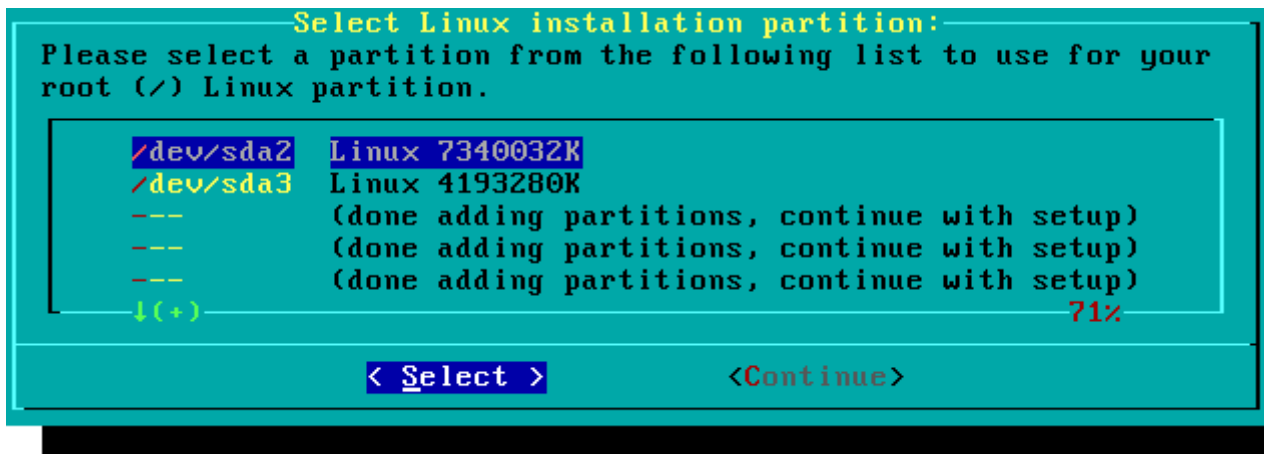 Select Linux installation partition:
Please select a partition from the following list to use for your
root (/) Linux partition.
/dev/sda2 Linux 7340032K
/dev/sda3 Linux 4193280K
--- (done adding partitions, continue with setup)
--- (done adding partitions, continue with setup)
--- (done adding partitions, continue with setup)
↓(+) 71%
< Select > <Continue>